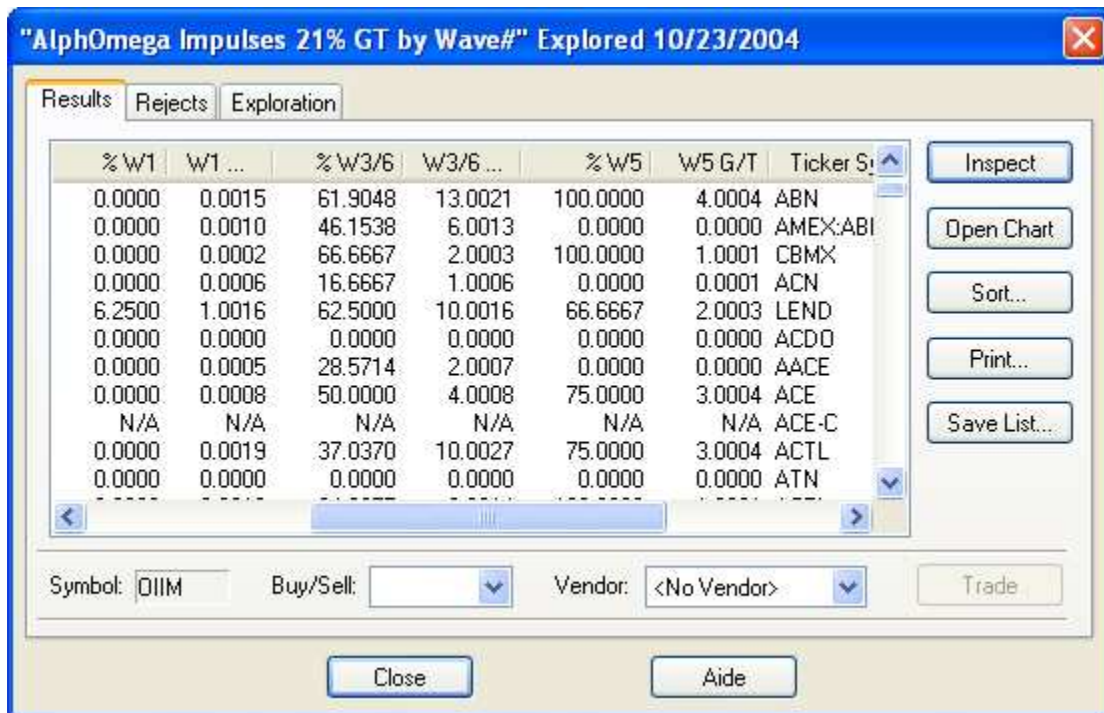 "AlphOmega Impulses 21% GT by Wave#" Explored 10/23/2004
Results Rejects Exploration
% W1 W1 ... % W3/6 W3/6 ... % W5 W5 G/T Ticker Sy
0.0000 0.0015 61.9048 13.0021 100.0000 4.0004 ABN
0.0000 0.0010 46.1538 6.0013 0.0000 0.0000 AMEX:ABI
0.0000 0.0002 66.6667 2.0003 100.0000 1.0001 CBMX
0.0000 0.0006 16.6667 1.0006 0.0000 0.0001 ACN
6.2500 1.0016 62.5000 10.0016 66.6667 2.0003 LEND
0.0000 0.0000 0.0000 0.0000 0.0000 0.0000 ACDO
0.0000 0.0005 28.5714 2.0007 0.0000 0.0000 AACE
0.0000 0.0008 50.0000 4.0008 75.0000 3.0004 ACE
N/A N/A N/A N/A N/A N/A ACE-C
0.0000 0.0019 37.0370 10.0027 75.0000 3.0004 ACTL
0.0000 0.0000 0.0000 0.0000 0.0000 0.0000 ATN
Inspect
Open Chart
Sort...
Print...
Save List...
Symbol: OIIM Buy/Sell: Vendor: <No Vendor> Trade
Close Aide